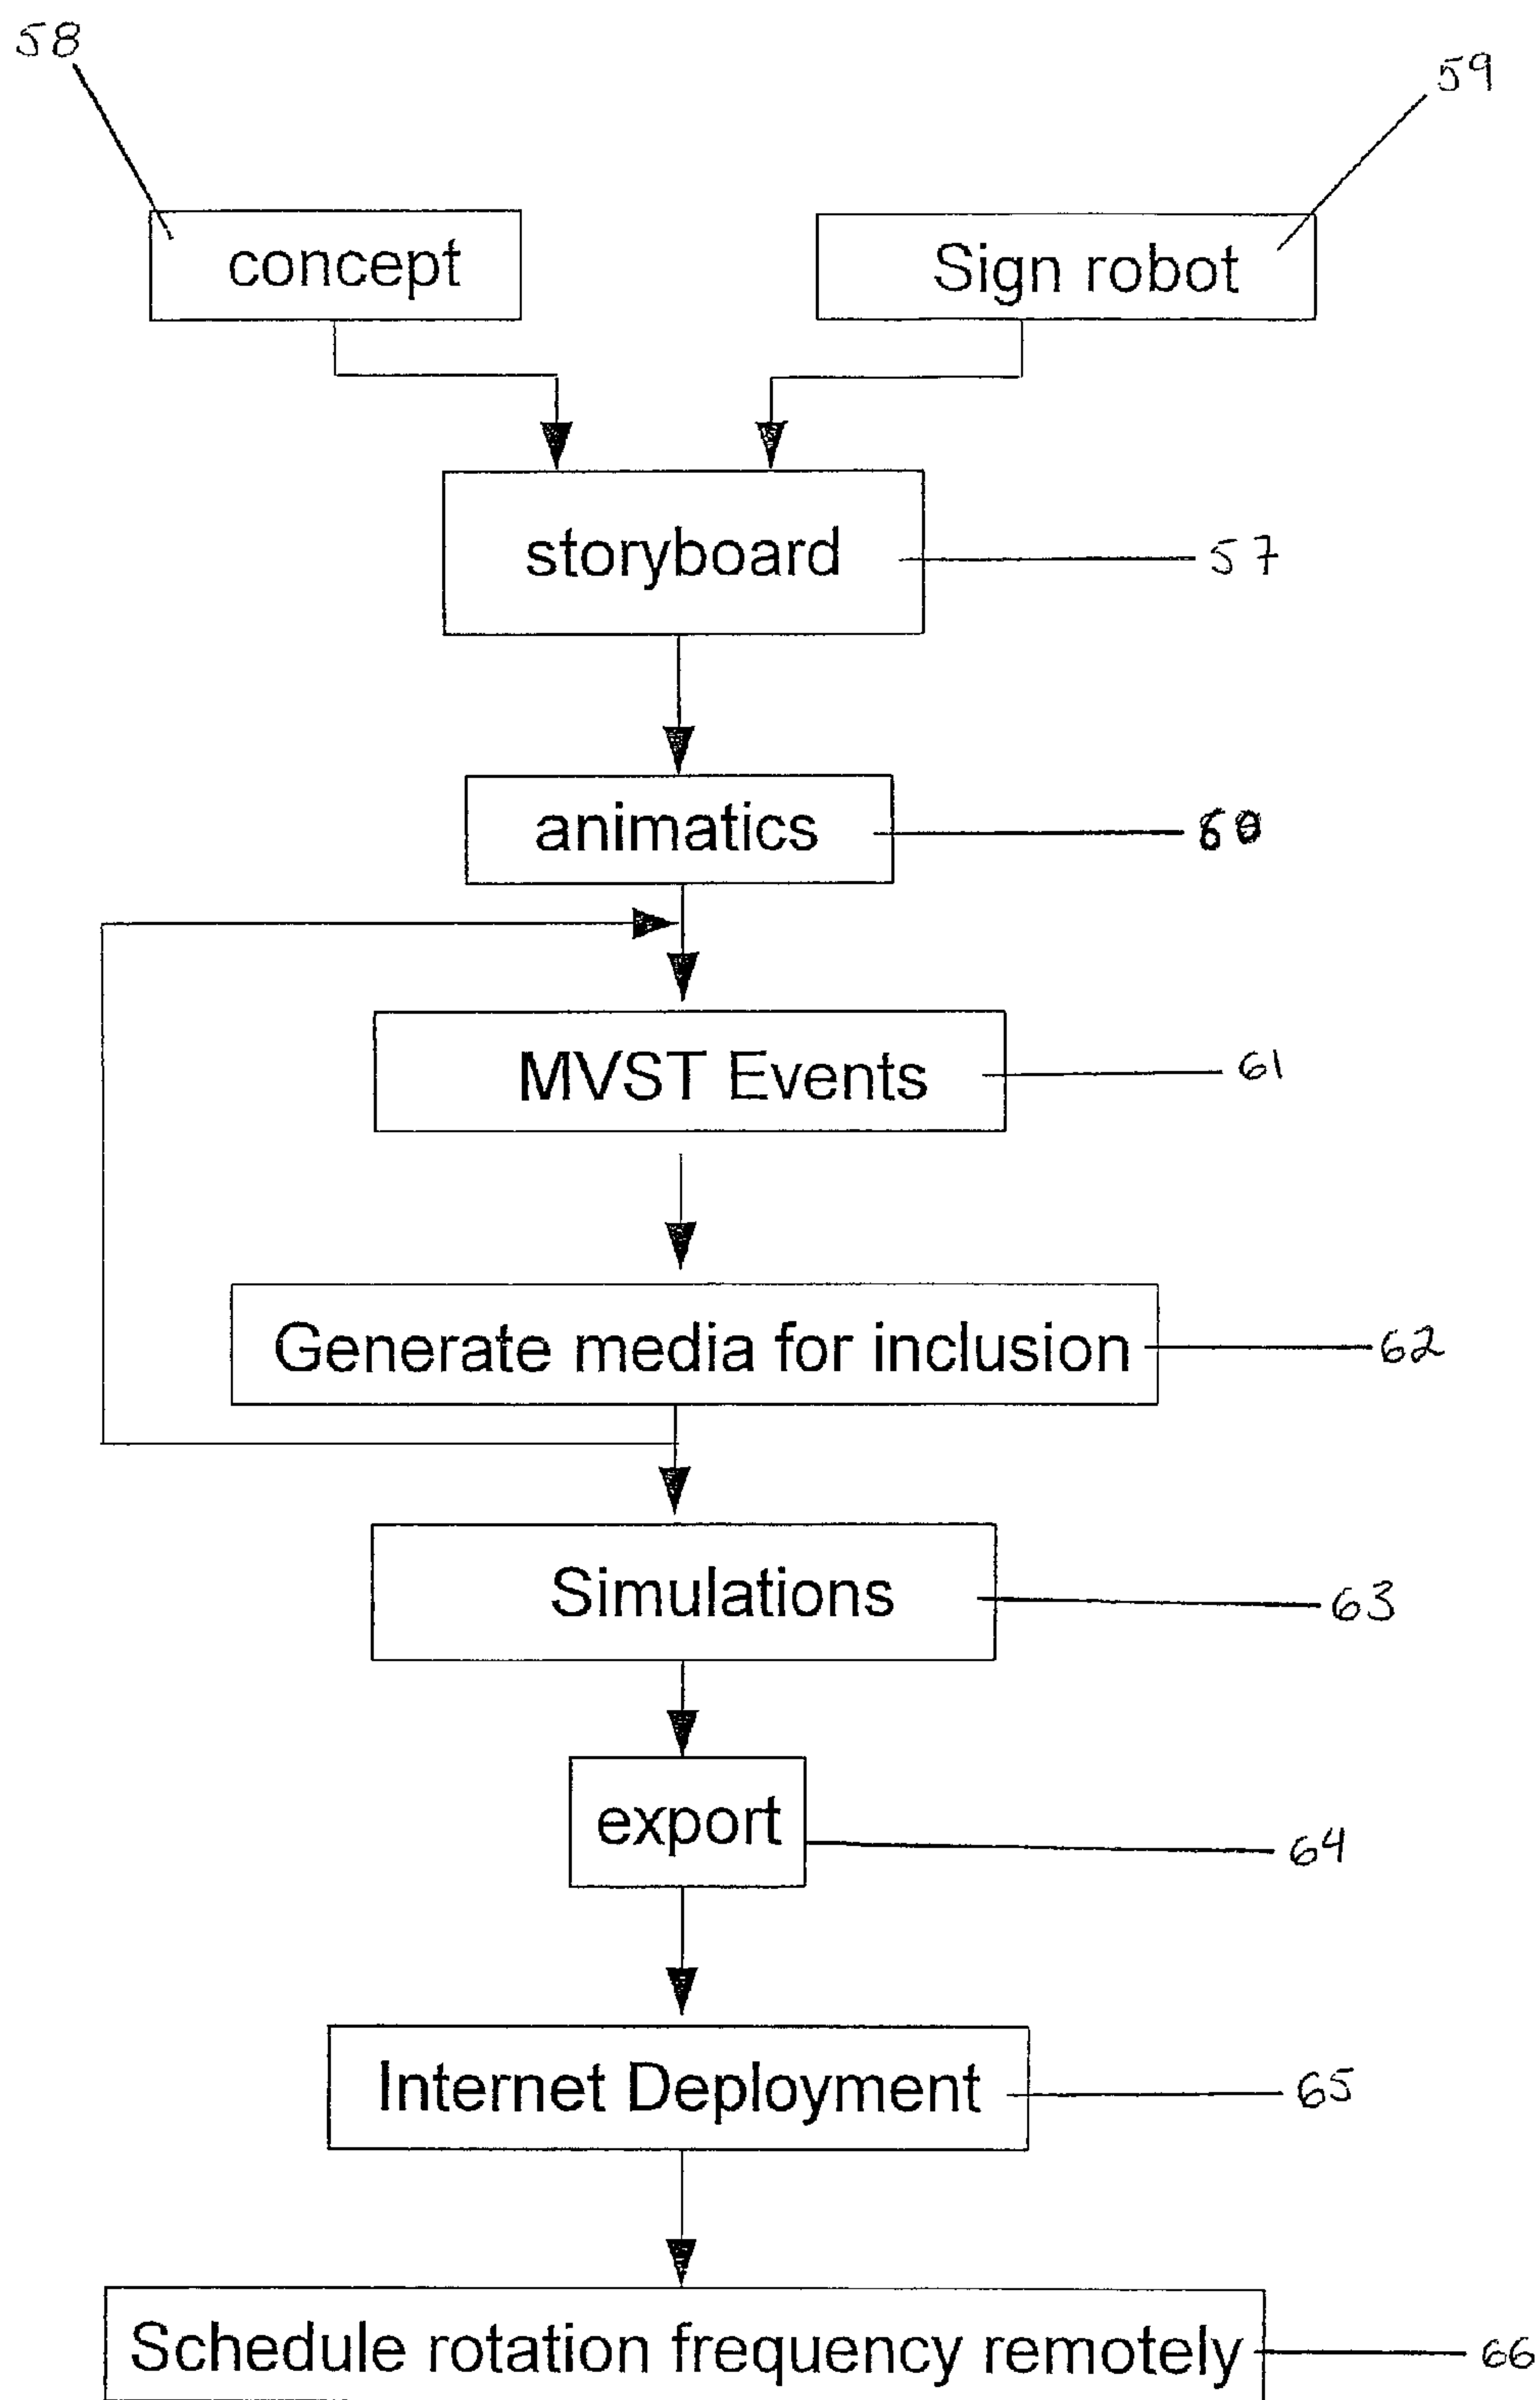 58
59
concept
Sign robot
storyboard
57
animatics
60
MVST Events
61
Generate media for inclusion
62
Simulations
63
export
64
Internet Deployment
65
Schedule rotation frequency remotely
66